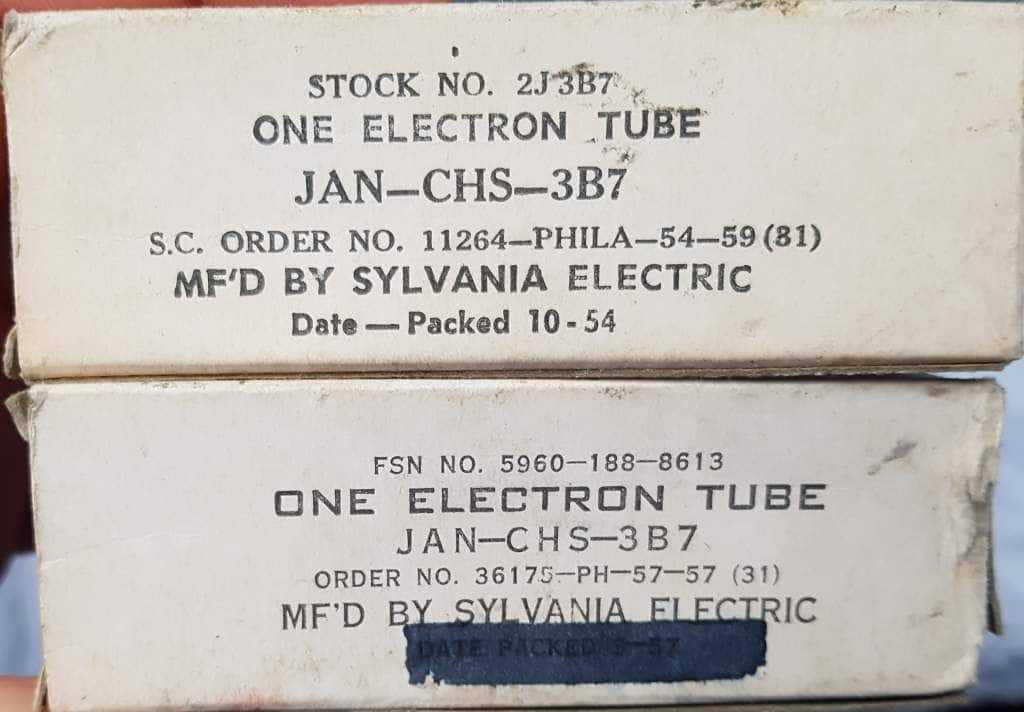 STOCK NO. 2J3B7
ONE ELECTRON TUBE
JAN—CHS—3B7
S.C. ORDER NO. 11264—PHILA—54—59 (81)
MF'D BY SYLVANIA ELECTRIC
Date — Packed 10-54
FSN NO. 5960—188—8613
ONE ELECTRON TUBE
JAN—CHS—3B7
ORDER NO. 36175—PH—57—57 (31)
MF'D BY SYLVANIA ELECTRIC
DATE PACKED